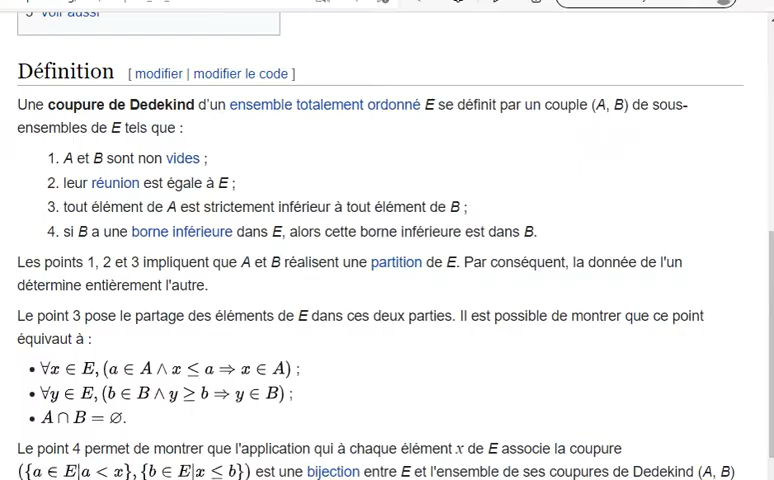 Voir aussi
Définition [ modifier | modifier le code ]
Une coupure de Dedekind d'un ensemble totalement ordonné E se définit par un couple (A, B) de sous-
ensembles de E tels que :
1. A et B sont non vides ;
2. leur réunion est égale à E ;
3. tout élément de A est strictement inférieur à tout élément de B ;
4. si B a une borne inférieure dans E, alors cette borne inférieure est dans B.
Les points 1, 2 et 3 impliquent que A et B réalisent une partition de E. Par conséquent, la donnée de l'un
détermine entièrement l'autre.
Le point 3 pose le partage des éléments de E dans ces deux parties. Il est possible de montrer que ce point
équivaut à :
• ∀x ∈ E, (a ∈ A ∧ x ≤ a ⇒ x ∈ A) ;
• ∀y ∈ E, (b ∈ B ∧ y ≥ b ⇒ y ∈ B) ;
• A ∩ B = ∅.
Le point 4 permet de montrer que l'application qui à chaque élément x de E associe la coupure
({a ∈ E|a < x}, {b ∈ E|x ≤ b}) est une bijection entre E et l'ensemble de ses coupures de Dedekind (A, B)